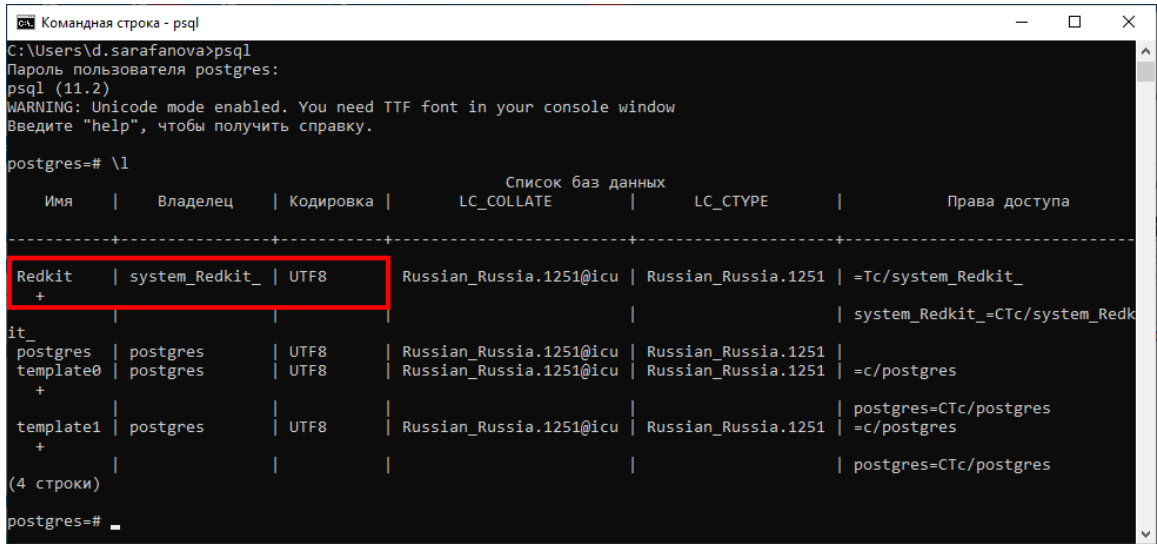 Командная строка - psql
C:\Users\d.sarafanova>psql
Пароль пользователя postgres:
psql (11.2)
WARNING: Unicode mode enabled. You need TTF font in your console window
Введите "help", чтобы получить справку.
postgres=# \l
Список баз данных
Имя | Владелец | Кодировка | LC_COLLATE | LC_CTYPE | Права доступа
-----------+---------------+-----------+-------------------------+---------------------+------------------------------
Redkit | system_Redkit_ | UTF8 | Russian_Russia.1251@icu | Russian_Russia.1251 | =Tc/system_Redkit_
+
| | | | | system_Redkit_=CTc/system_Redk
it_
postgres | postgres | UTF8 | Russian_Russia.1251@icu | Russian_Russia.1251 |
template0 | postgres | UTF8 | Russian_Russia.1251@icu | Russian_Russia.1251 | =c/postgres
+
| | | | | postgres=CTc/postgres
template1 | postgres | UTF8 | Russian_Russia.1251@icu | Russian_Russia.1251 | =c/postgres
+
| | | | | postgres=CTc/postgres
(4 строки)
postgres=# _